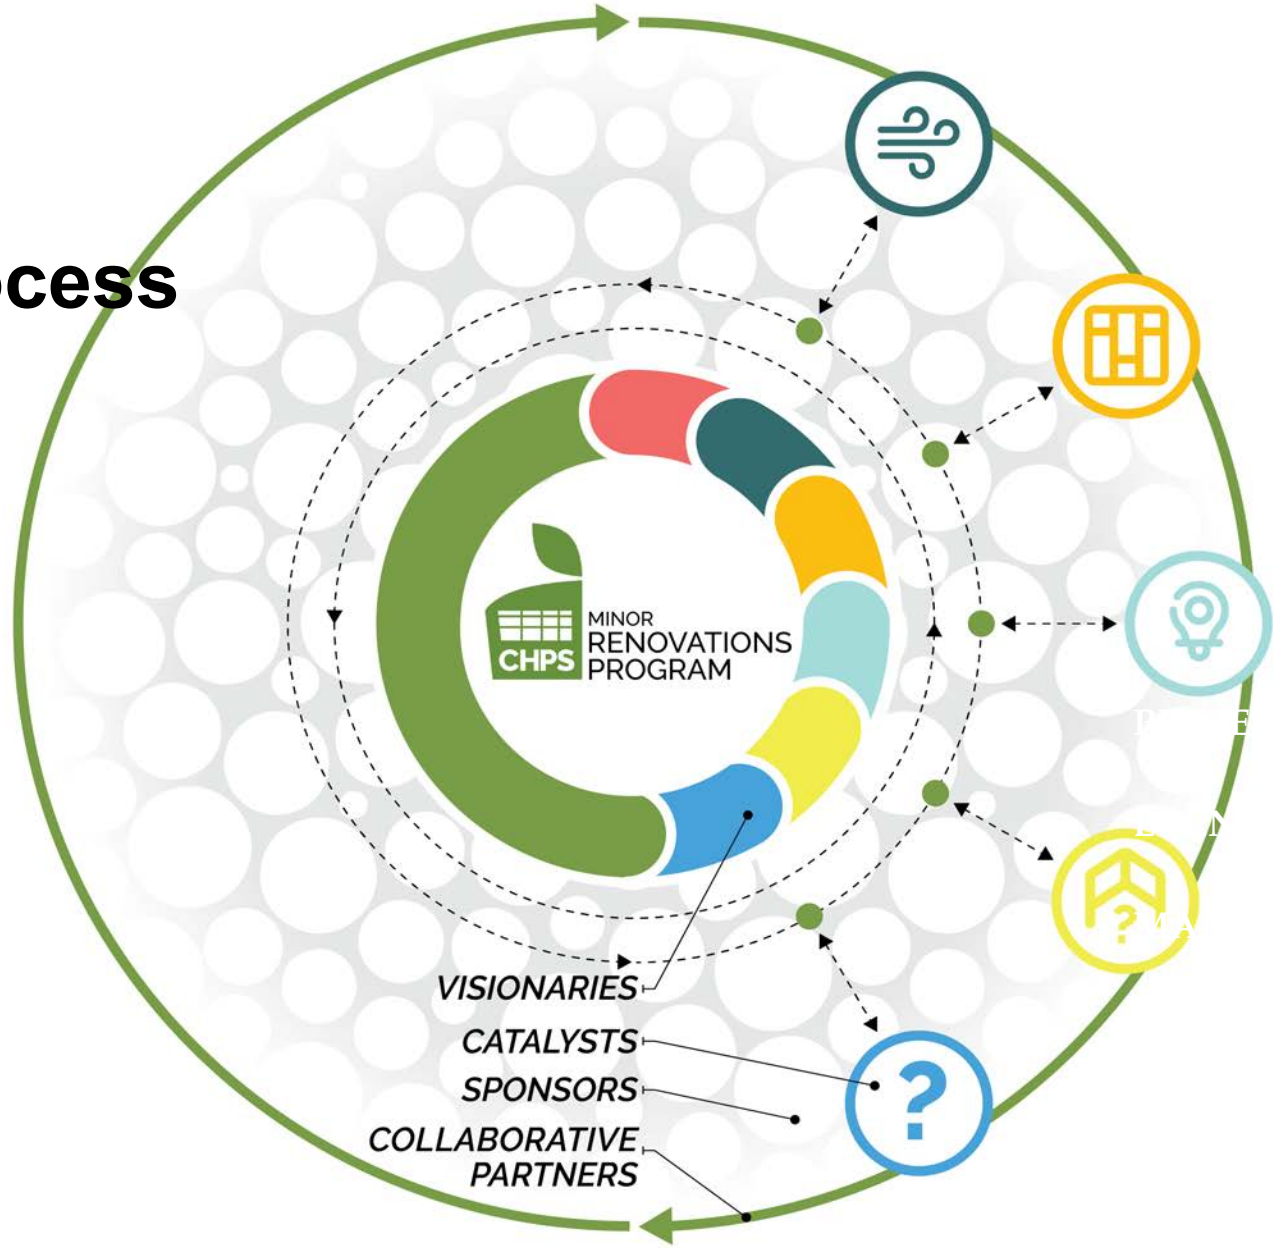 ocess
CHPS
MINOR
RENOVATIONS
PROGRAM
VISIONARIES
CATALYSTS
SPONSORS
COLLABORATIVE
PARTNERS
?
?